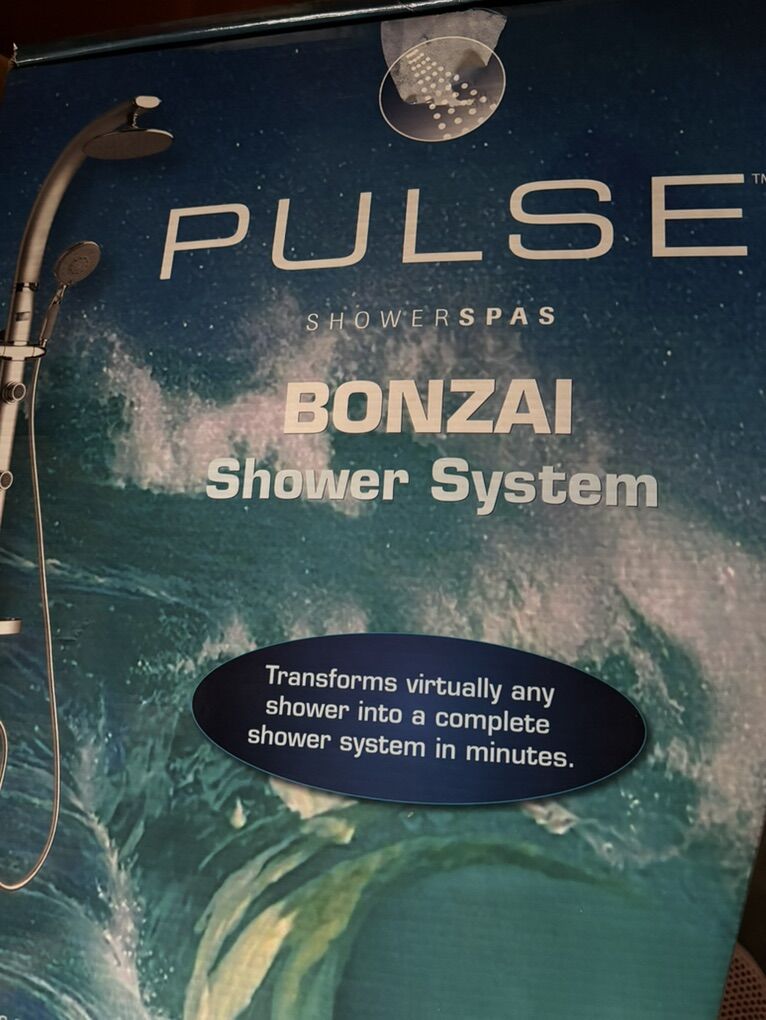 PULSE™
SHOWERSPAS
BONZAI
Shower System
Transforms virtually any
shower into a complete
shower system in minutes.